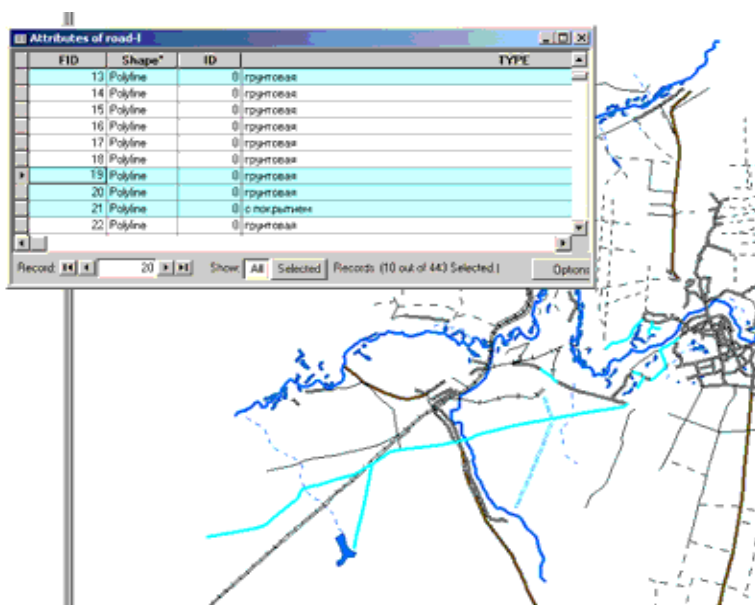 Attributes of road-l
FID Shape* ID TYPE
13 Polyline 0 грунтовая
14 Polyline 0 грунтовая
15 Polyline 0 грунтовая
16 Polyline 0 грунтовая
17 Polyline 0 грунтовая
18 Polyline 0 грунтовая
19 Polyline 0 грунтовая
20 Polyline 0 грунтовая
21 Polyline 0 с покрытием
22 Polyline 0 грунтовая
Record: 20 Show: All Selected Records (10 out of 443 Selected.) Options